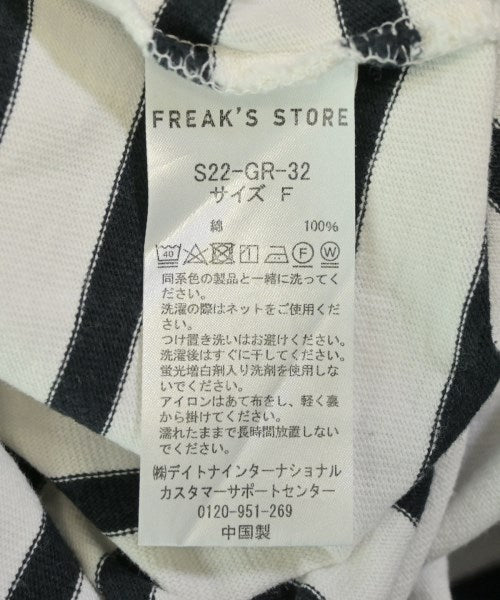 FREAK'S STORE
S22-GR-32
サイズ F
綿 100%
40
同系色の製品と一緒に洗ってく
ださい。
洗濯の際はネットをご使用くだ
さい。
つけ置き洗いはお避けください。
洗濯後はすぐに干してください。
蛍光増白剤入り洗剤を使用しな
いでください。
アイロンはあて布をし、軽く裏
から掛けてください。
濡れたままで長時間放置しない
でください。
㈱デイトナインターナショナル
カスタマーサポートセンター
0120-951-269
中国製